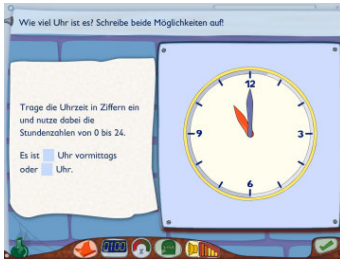 Wie viel Uhr ist es? Schreibe beide Möglichkeiten auf!
Trage die Uhrzeit in Ziffern ein
und nutze dabei die
Stundenzahlen von 0 bis 24.
Es ist Uhr vormittags
oder Uhr.
12
9
3
6